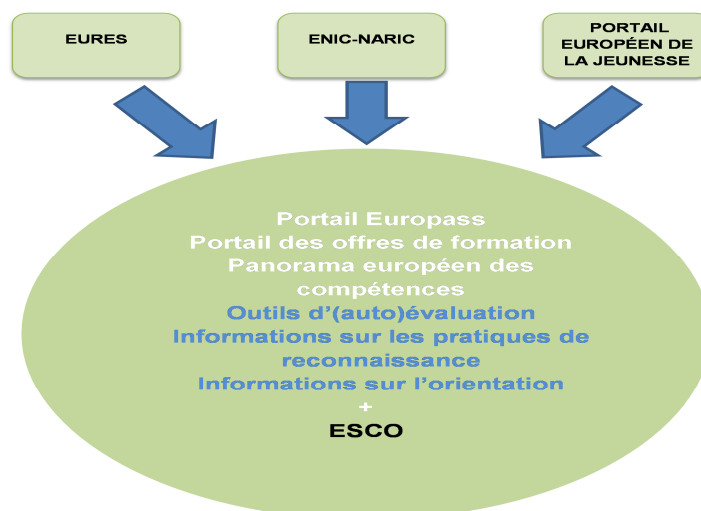 EURES
ENIC-NARIC
PORTAIL
EUROPÉEN DE
LA JEUNESSE
Portail Europass
Portail des offres de formation
Panorama européen des
compétences
Outils d'(auto)évaluation
Informations sur les pratiques de
reconnaissance
Informations sur l'orientation
+
ESCO